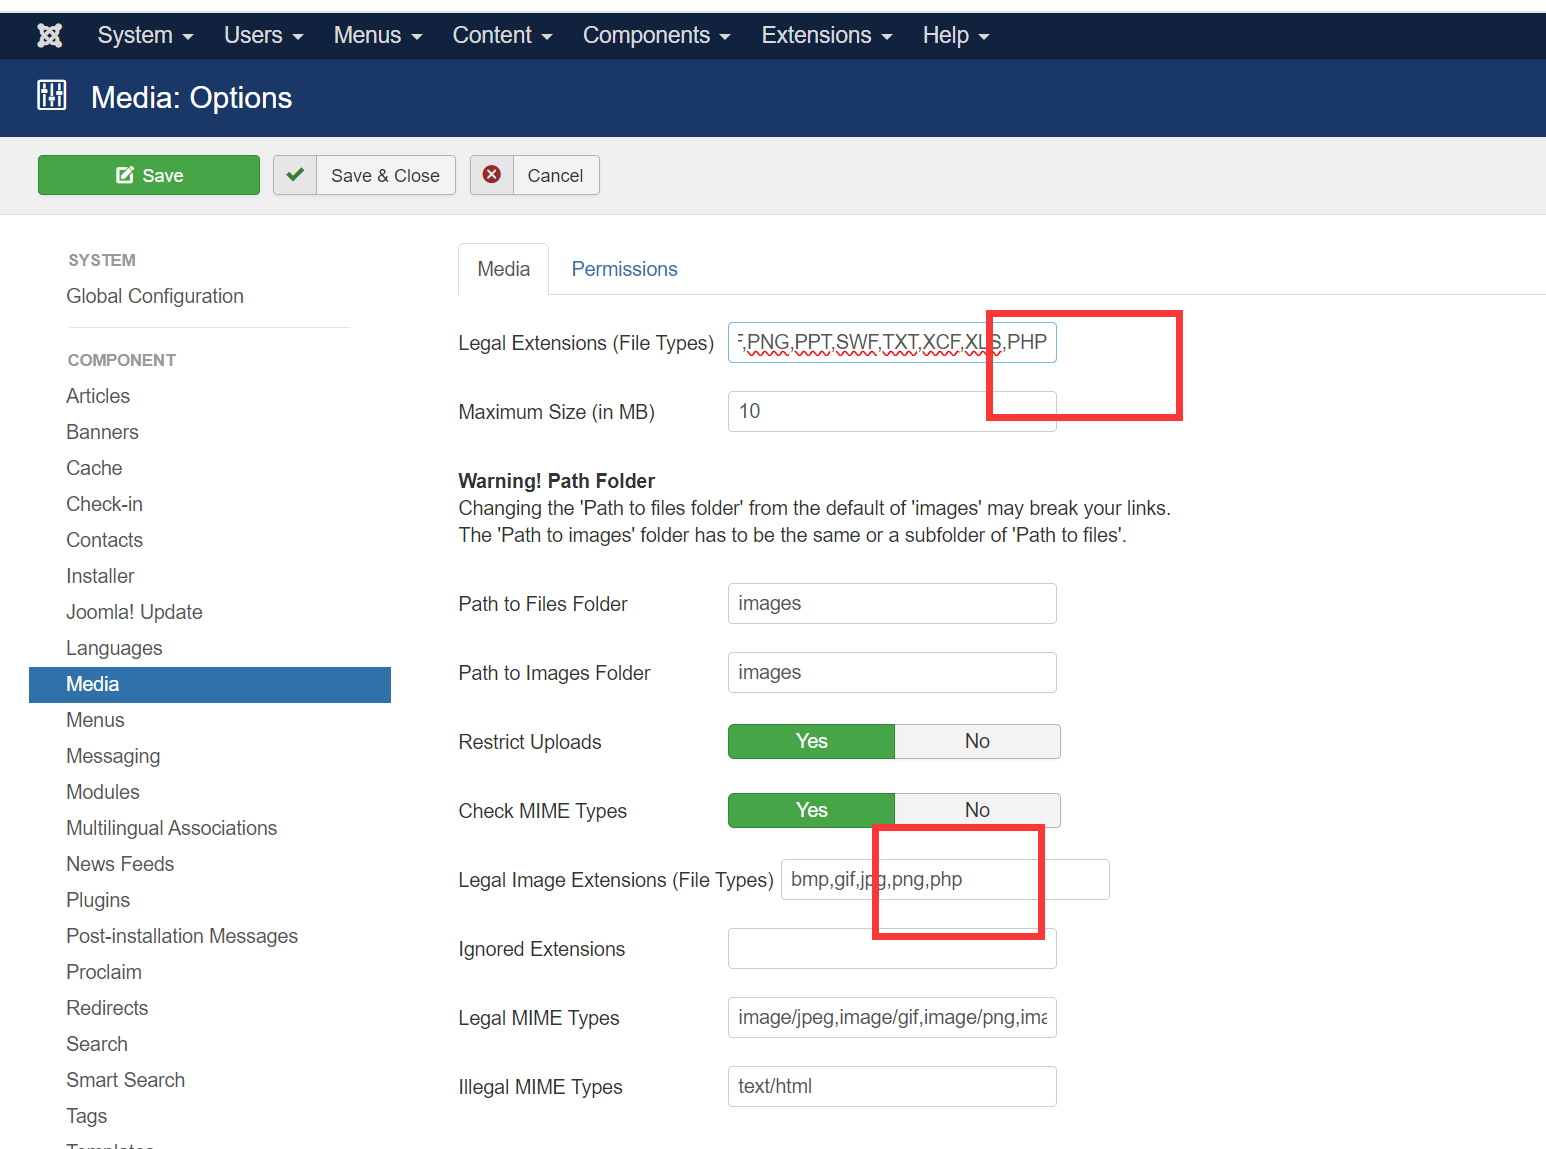 System Users Menus Content Components Extensions Help
Media: Options
Save Save & Close Cancel
SYSTEM
Global Configuration
COMPONENT
Articles
Banners
Cache
Check-in
Contacts
Installer
Joomla! Update
Languages
Media
Menus
Messaging
Modules
Multilingual Associations
News Feeds
Plugins
Post-installation Messages
Proclaim
Redirects
Search
Smart Search
Tags
Templates
Media Permissions
Legal Extensions (File Types) F,PNG,PPT,SWF,TXT,XCF,XLS,PHP
Maximum Size (in MB) 10
Warning! Path Folder
Changing the 'Path to files folder' from the default of 'images' may break your links.
The 'Path to images' folder has to be the same or a subfolder of 'Path to files'.
Path to Files Folder images
Path to Images Folder images
Restrict Uploads Yes No
Check MIME Types Yes No
Legal Image Extensions (File Types) bmp,gif,jpg,png,php
Ignored Extensions
Legal MIME Types image/jpeg,image/gif,image/png,ima
Illegal MIME Types text/html